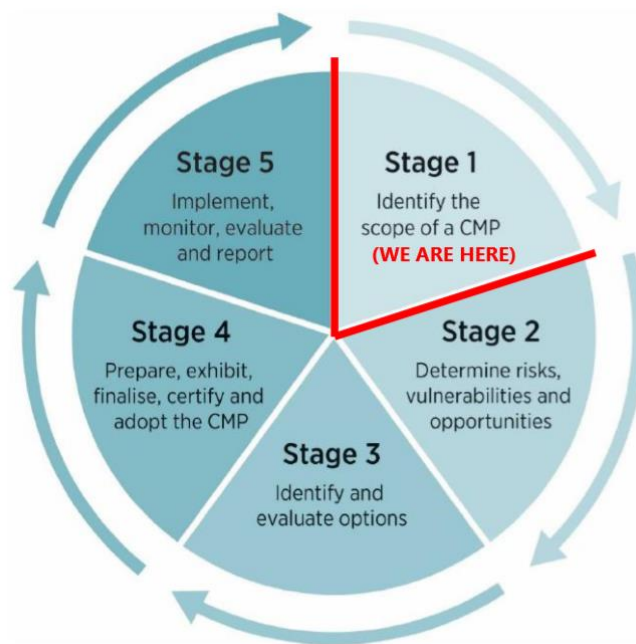 Stage 1
Identify the
scope of a CMP
(WE ARE HERE)
Stage 2
Determine risks,
vulnerabilities and
opportunities
Stage 3
Identify and
evaluate options
Stage 4
Prepare, exhibit,
finalise, certify and
adopt the CMP
Stage 5
Implement,
monitor, evaluate
and report